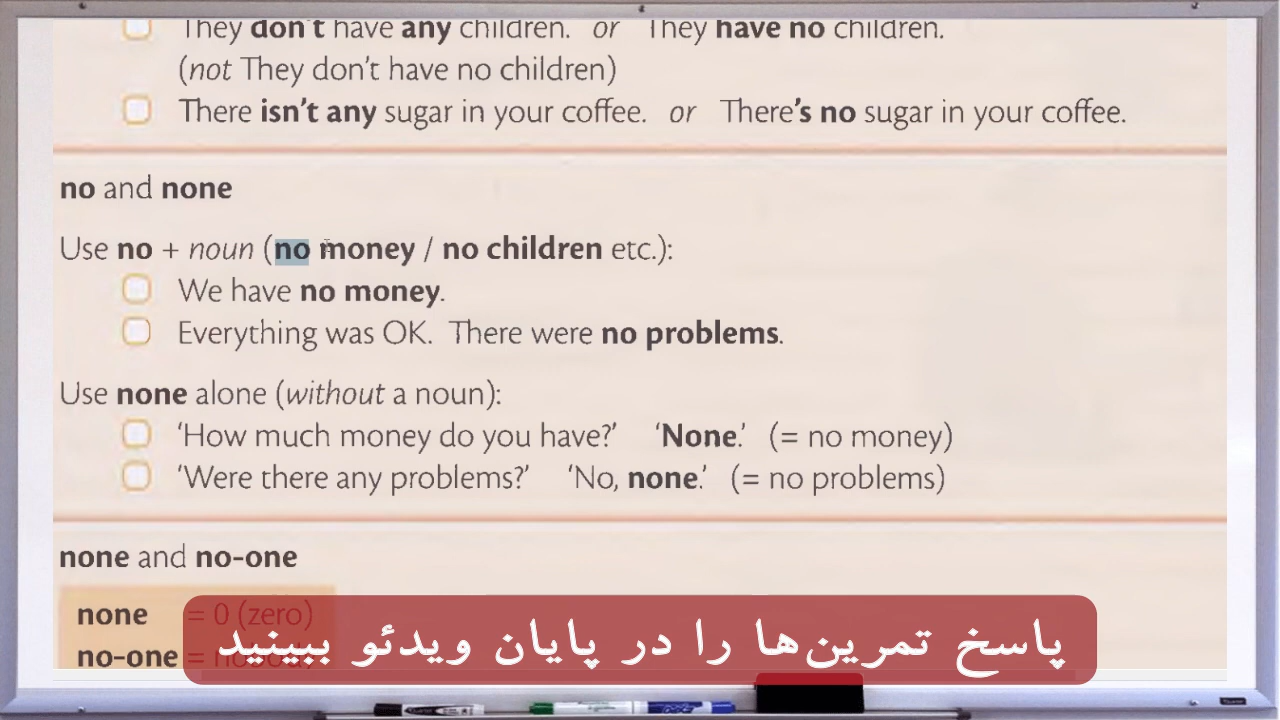 They don't have any children. or They have no children.
(not They don't have no children)
There isn't any sugar in your coffee. or There's no sugar in your coffee.
no and none
Use no + noun (no money / no children etc.):
We have no money.
Everything was OK. There were no problems.
Use none alone (without a noun):
‘How much money do you have?’ ‘None.’ (= no money)
‘Were there any problems?’ ‘No, none.’ (= no problems)
none and no-one
none = 0 (zero)
no-one = nobody
پاسخ تمرین‌ها را در پایان ویدئو ببینید